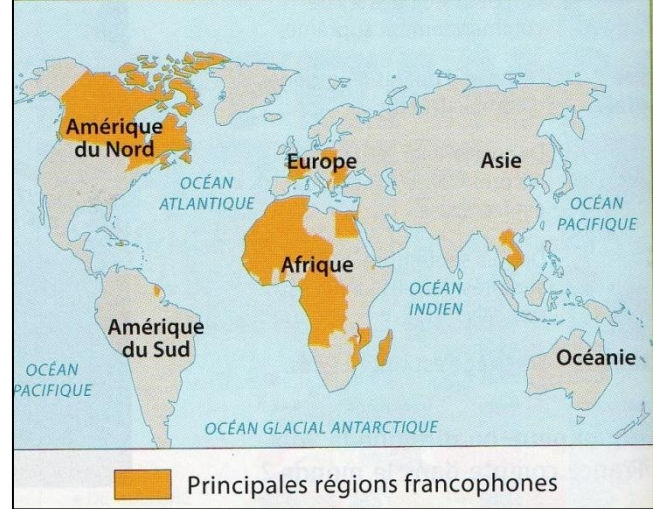 Amérique
du Nord
Europe
Asie
OCÉAN
ATLANTIQUE
OCÉAN
PACIFIQUE
Afrique
OCÉAN
INDIEN
Amérique
du Sud
Océanie
OCÉAN
PACIFIQUE
OCÉAN GLACIAL ANTARCTIQUE
Principales régions francophones